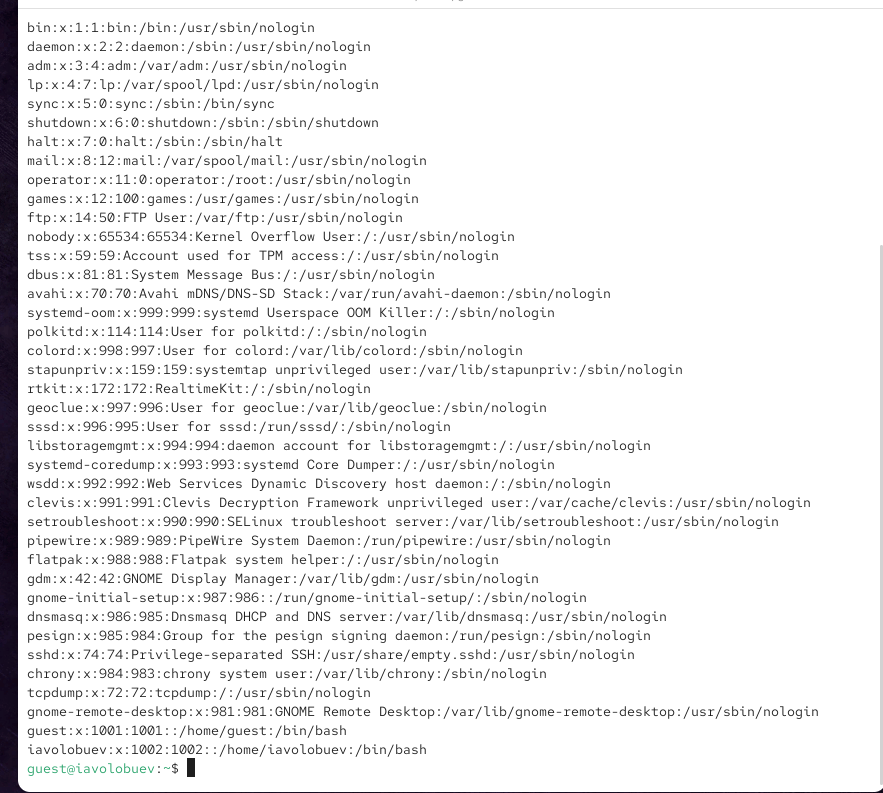 bin:x:1:1:bin:/bin:/usr/sbin/nologin
daemon:x:2:2:daemon:/sbin:/usr/sbin/nologin
adm:x:3:4:adm:/var/adm:/usr/sbin/nologin
lp:x:4:7:lp:/var/spool/lpd:/usr/sbin/nologin
sync:x:5:0:sync:/sbin:/bin/sync
shutdown:x:6:0:shutdown:/sbin:/sbin/shutdown
halt:x:7:0:halt:/sbin:/sbin/halt
mail:x:8:12:mail:/var/spool/mail:/usr/sbin/nologin
operator:x:11:0:operator:/root:/usr/sbin/nologin
games:x:12:100:games:/usr/games:/usr/sbin/nologin
ftp:x:14:50:FTP User:/var/ftp:/usr/sbin/nologin
nobody:x:65534:65534:Kernel Overflow User:/:/usr/sbin/nologin
tss:x:59:59:Account used for TPM access:/:/usr/sbin/nologin
dbus:x:81:81:System Message Bus:/:/usr/sbin/nologin
avahi:x:70:70:Avahi mDNS/DNS-SD Stack:/var/run/avahi-daemon:/sbin/nologin
systemd-oom:x:999:999:systemd Userspace OOM Killer:/:/sbin/nologin
polkitd:x:114:114:User for polkitd:/:/sbin/nologin
colord:x:998:997:User for colord:/var/lib/colord:/sbin/nologin
stapunpriv:x:159:159:systemtap unprivileged user:/var/lib/stapunpriv:/sbin/nologin
rtkit:x:172:172:RealtimeKit:/:/sbin/nologin
geoclue:x:997:996:User for geoclue:/var/lib/geoclue:/sbin/nologin
sssd:x:996:995:User for sssd:/run/sssd/:/sbin/nologin
libstoragemgmt:x:994:994:daemon account for libstoragemgmt:/:/usr/sbin/nologin
systemd-coredump:x:993:993:systemd Core Dumper:/:/usr/sbin/nologin
wsdd:x:992:992:Web Services Dynamic Discovery host daemon:/:/sbin/nologin
clevis:x:991:991:Clevis Decryption Framework unprivileged user:/var/cache/clevis:/usr/sbin/nologin
setroubleshoot:x:990:990:SELinux troubleshoot server:/var/lib/setroubleshoot:/usr/sbin/nologin
pipewire:x:989:989:PipeWire System Daemon:/run/pipewire:/usr/sbin/nologin
flatpak:x:988:988:Flatpak system helper:/:/usr/sbin/nologin
gdm:x:42:42:GNOME Display Manager:/var/lib/gdm:/usr/sbin/nologin
gnome-initial-setup:x:987:986::/run/gnome-initial-setup/:/sbin/nologin
dnsmasq:x:986:985:Dnsmasq DHCP and DNS server:/var/lib/dnsmasq:/usr/sbin/nologin
pesign:x:985:984:Group for the pesign signing daemon:/run/pesign:/sbin/nologin
sshd:x:74:74:Privilege-separated SSH:/usr/share/empty.sshd:/usr/sbin/nologin
chrony:x:984:983:chrony system user:/var/lib/chrony:/sbin/nologin
tcpdump:x:72:72:tcpdump:/:/usr/sbin/nologin
gnome-remote-desktop:x:981:981:GNOME Remote Desktop:/var/lib/gnome-remote-desktop:/usr/sbin/nologin
guest:x:1001:1001::/home/guest:/bin/bash
iavolobuev:x:1002:1002::/home/iavolobuev:/bin/bash
guest@iavolobuev:~$